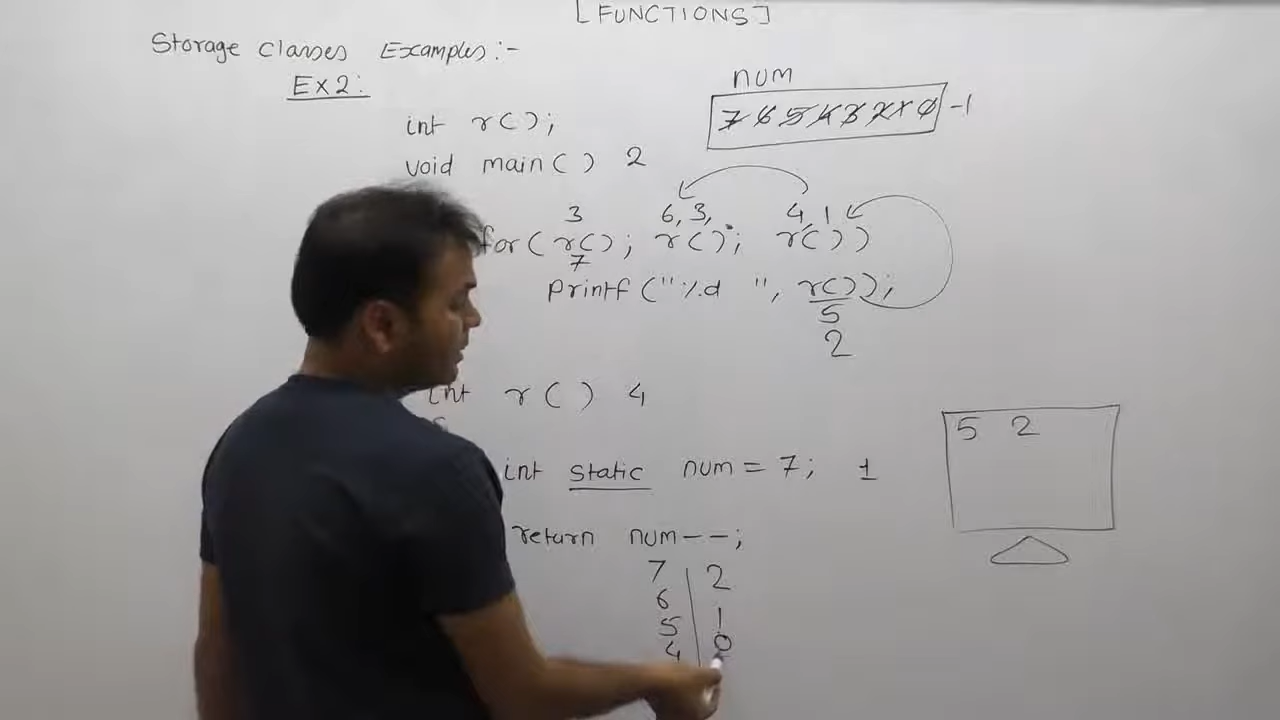 [FUNCTIONS]
Storage Classes Examples :-
Ex2:
num
7 6 5 4 3 2 1 0 -1
int r();
void main() 2
3 6, 3, 4, 1
for( r(); r(); r())
7
printf ("%d ", r());
5
2
int r() 4
5 2
int static num = 7; 1
return num--;
7 2
6 1
5 0
4